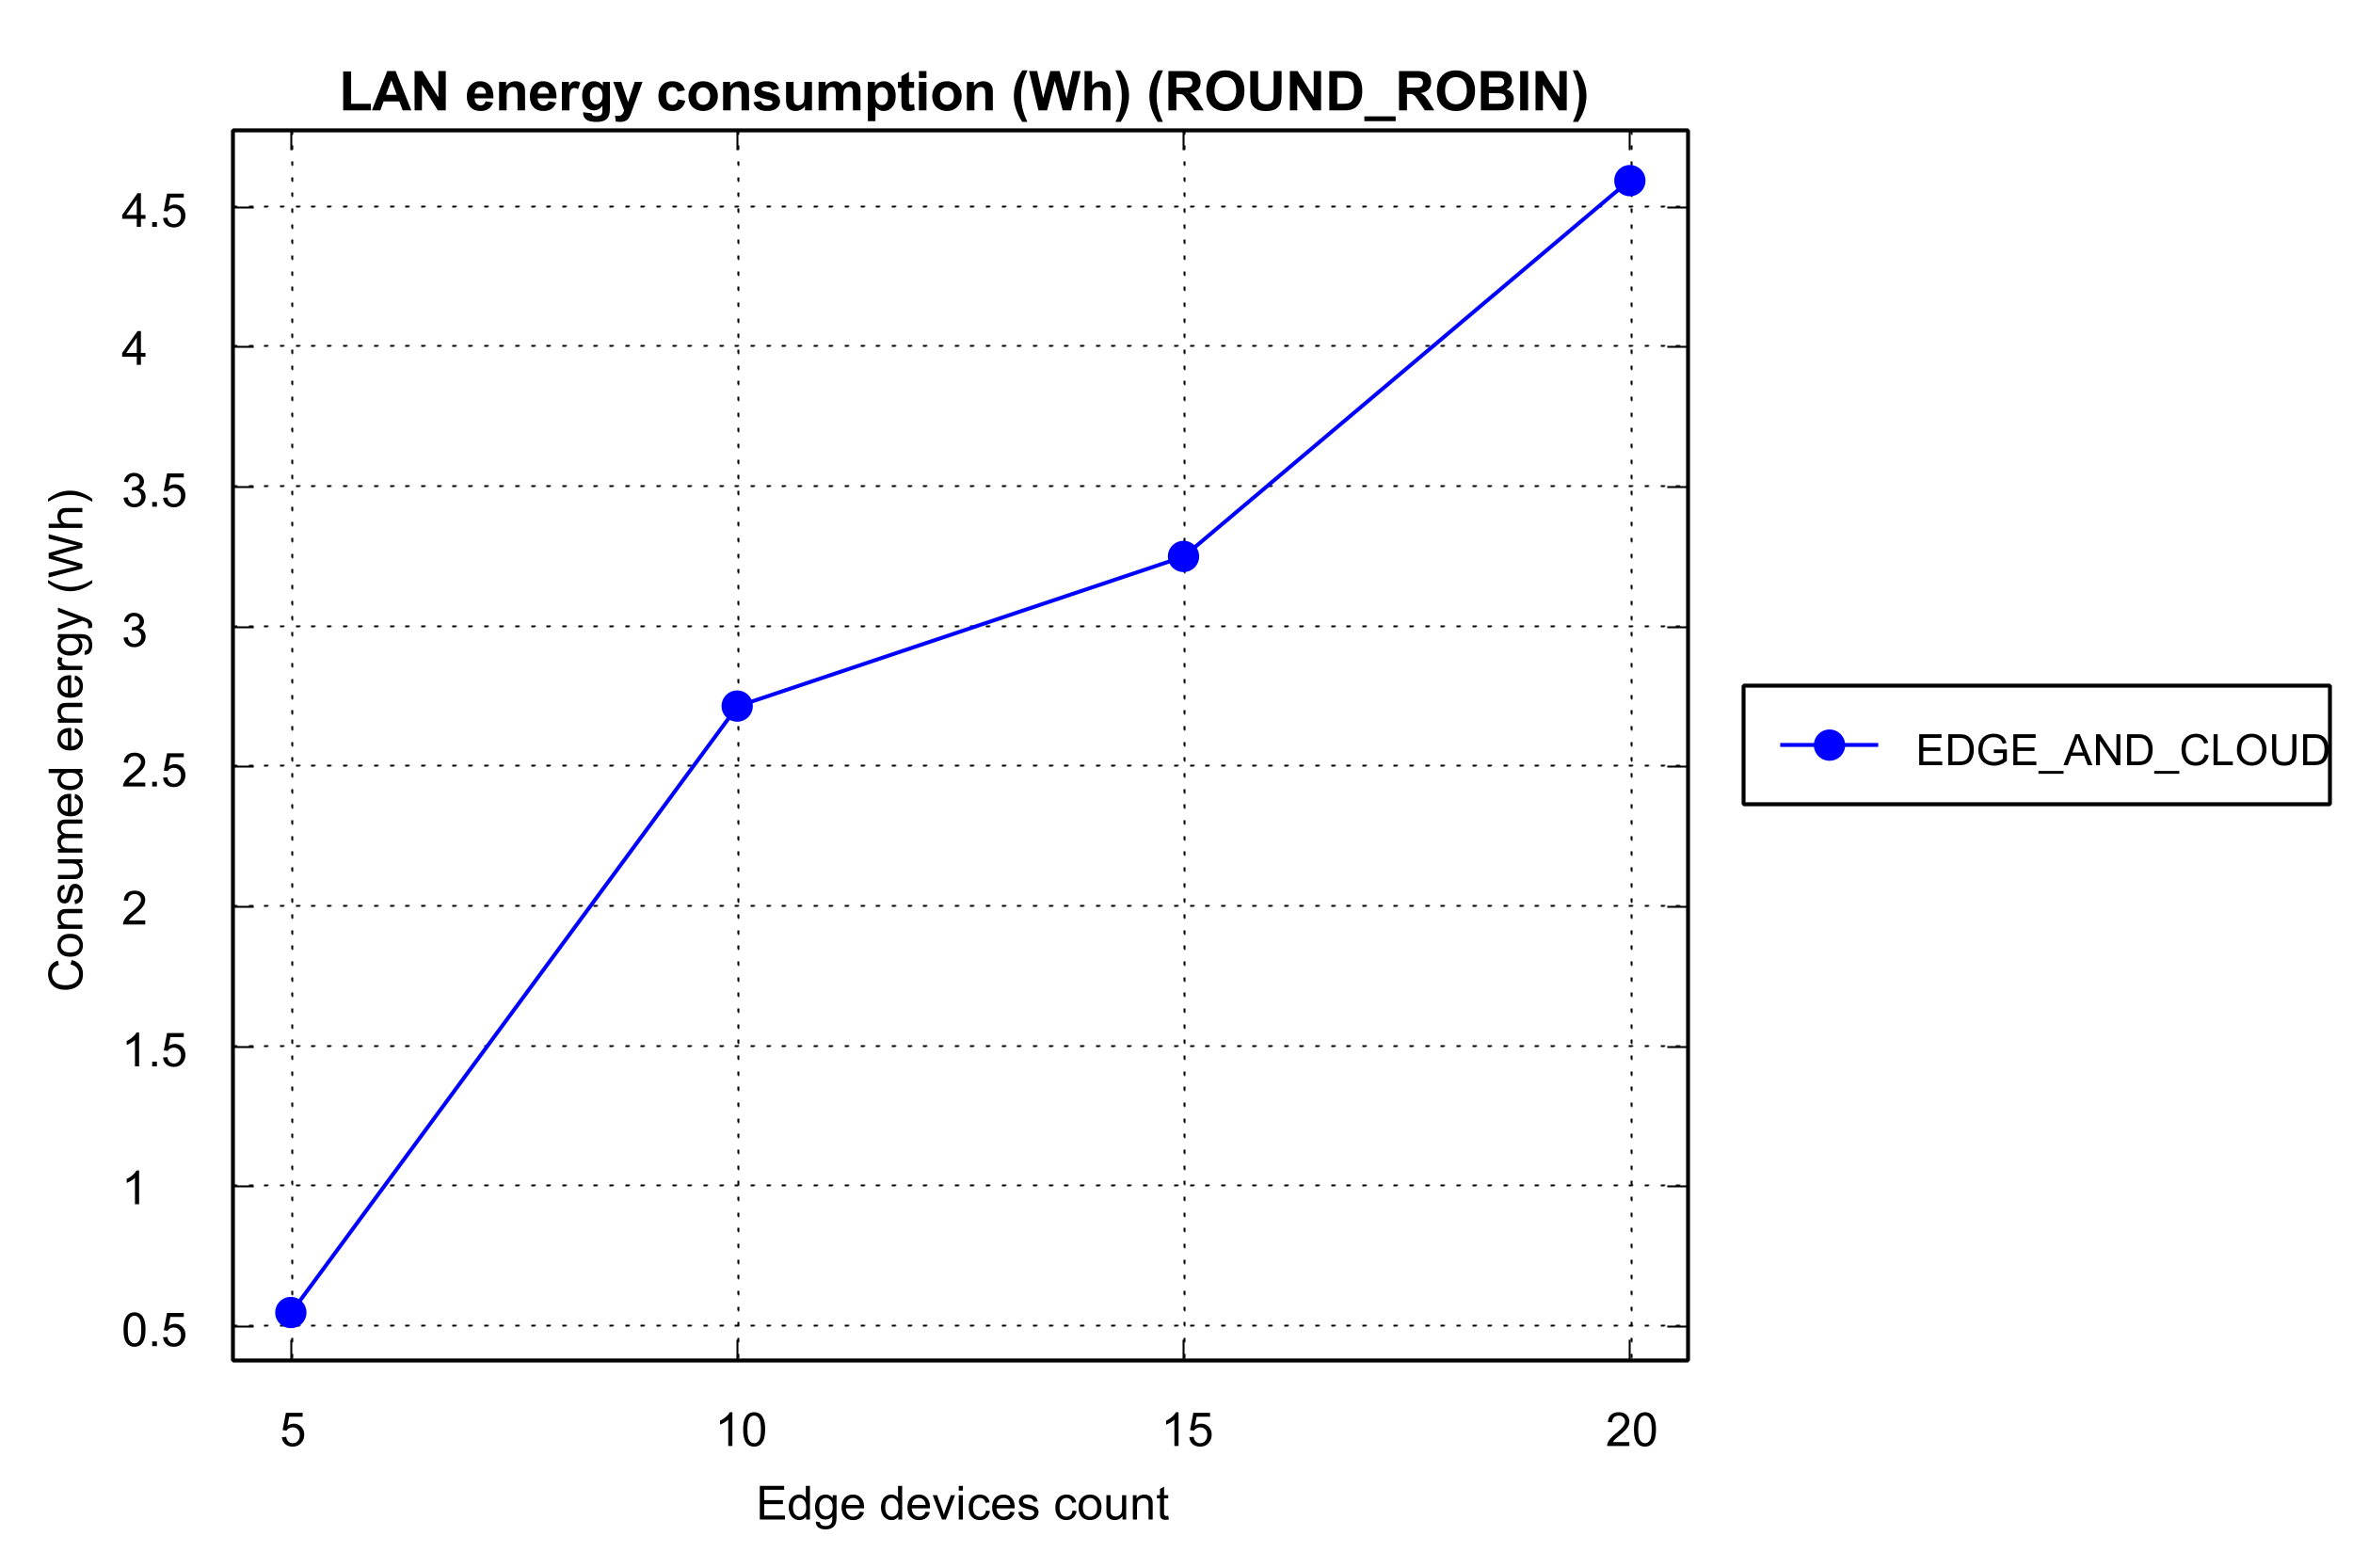 LAN energy consumption (Wh) (ROUND_ROBIN)
4.5
4
3.5
3
2.5
2
1.5
1
0.5
Consumed energy (Wh)
5 10 15 20
Edge devices count
EDGE_AND_CLOUD